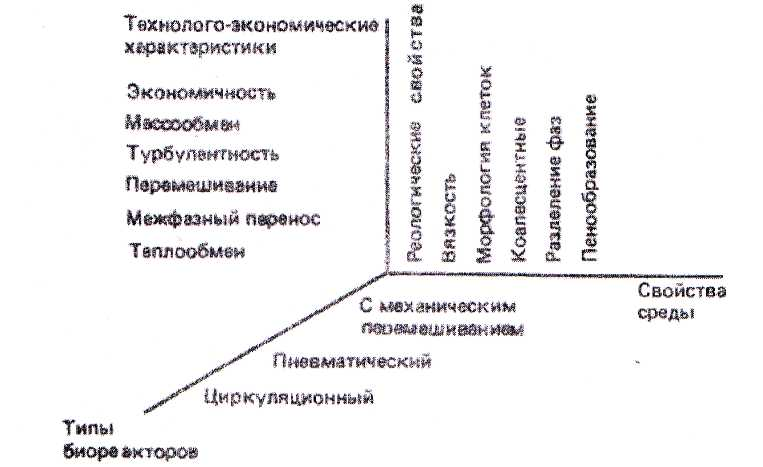 Технолого-экономические
характеристики
Экономичность
Массообмен
Турбулентность
Перемешивание
Межфазный перенос
Теплообмен
Реологические свойства
Вязкость
Морфология клеток
Коалесцентные
Разделение фаз
Пенообразование
Свойства
среды
С механическим
перемешиванием
Пневматический
Циркуляционный
Типы
биореакторов